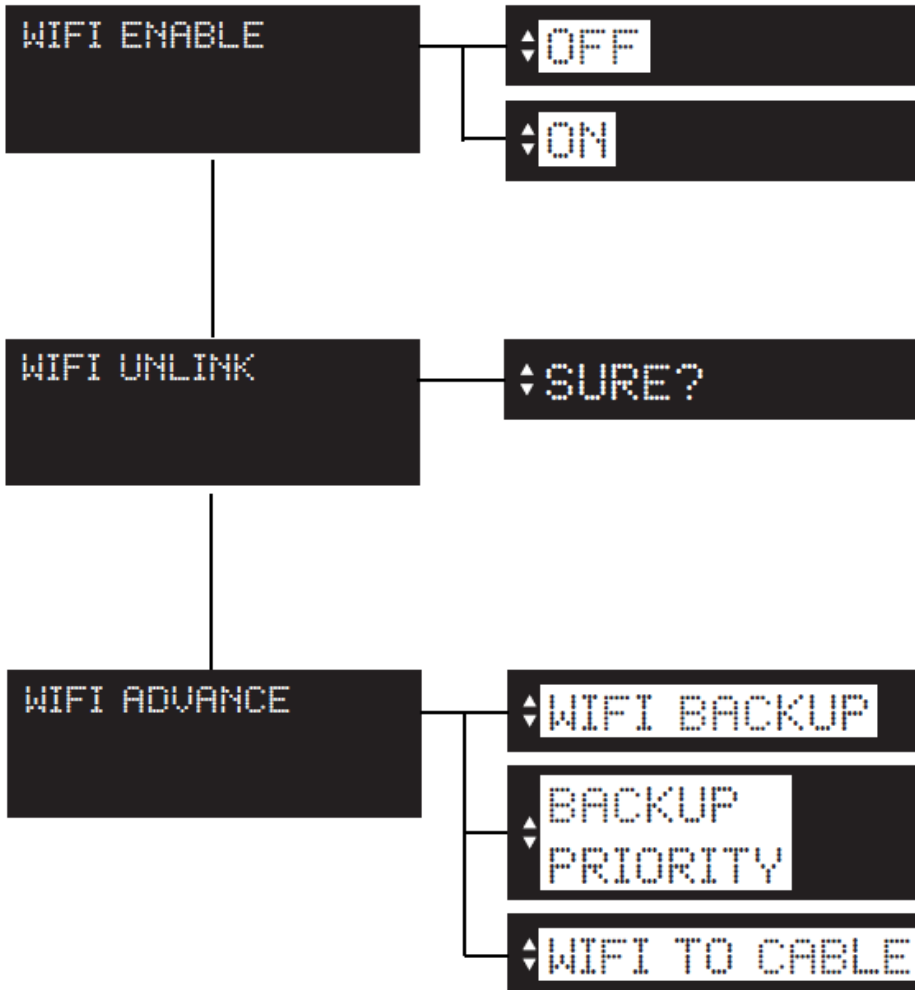 WIFI ENABLE
OFF
ON
WIFI UNLINK
SURE?
WIFI ADVANCE
WIFI BACKUP
BACKUP
PRIORITY
WIFI TO CABLE